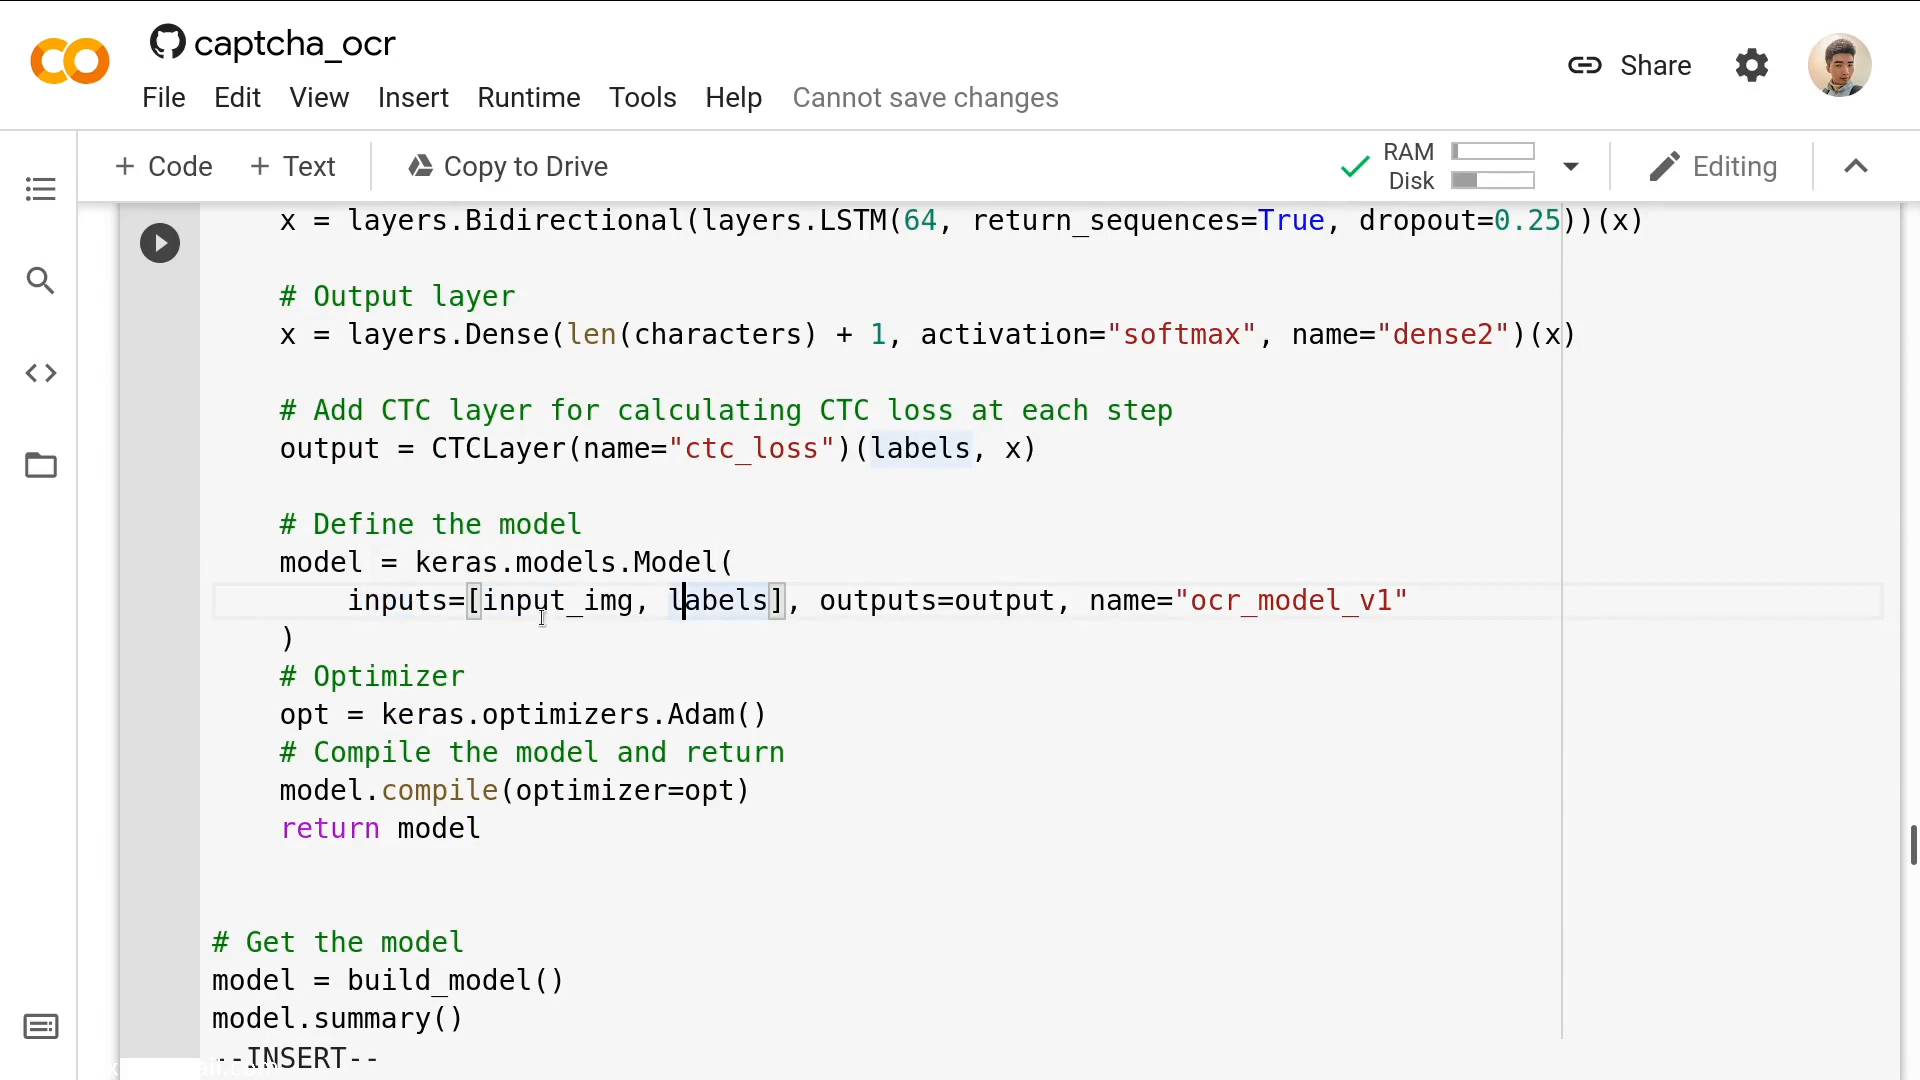 captcha_ocr
File Edit View Insert Runtime Tools Help Cannot save changes
Share
+ Code + Text Copy to Drive
RAM
Disk
Editing
x = layers.Bidirectional(layers.LSTM(64, return_sequences=True, dropout=0.25))(x)
# Output layer
x = layers.Dense(len(characters) + 1, activation="softmax", name="dense2")(x)
# Add CTC layer for calculating CTC loss at each step
output = CTCLayer(name="ctc_loss")(labels, x)
# Define the model
model = keras.models.Model(
inputs=[input_img, labels], outputs=output, name="ocr_model_v1"
)
# Optimizer
opt = keras.optimizers.Adam()
# Compile the model and return
model.compile(optimizer=opt)
return model
# Get the model
model = build_model()
model.summary()
--INSERT--